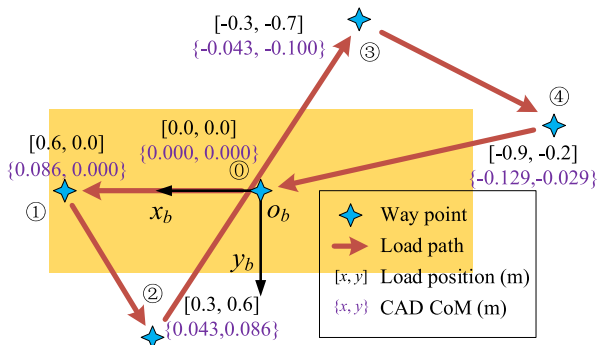 [-0.3, -0.7]
{-0.043, -0.100}
③
④
[-0.9, -0.2]
{-0.129,-0.029}
[0.6, 0.0]
{0.086, 0.000}
[0.0, 0.0]
{0.000, 0.000}
⓪
①
x_b
o_b
y_b
②
[0.3, 0.6]
{0.043,0.086}
Way point
Load path
[x, y] Load position (m)
{x, y} CAD CoM (m)